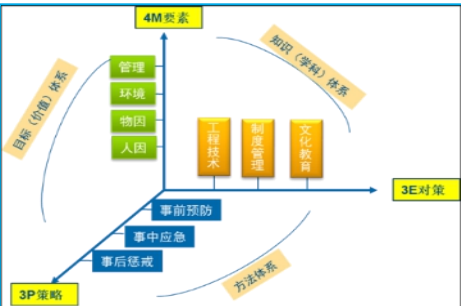 4M要素
知识（学科）体系
管理
环境
物因
人因
目标（价值）体系
工程技术
制度管理
文化教育
3E对策
事前预防
事中应急
事后惩戒
方法体系
3P策略